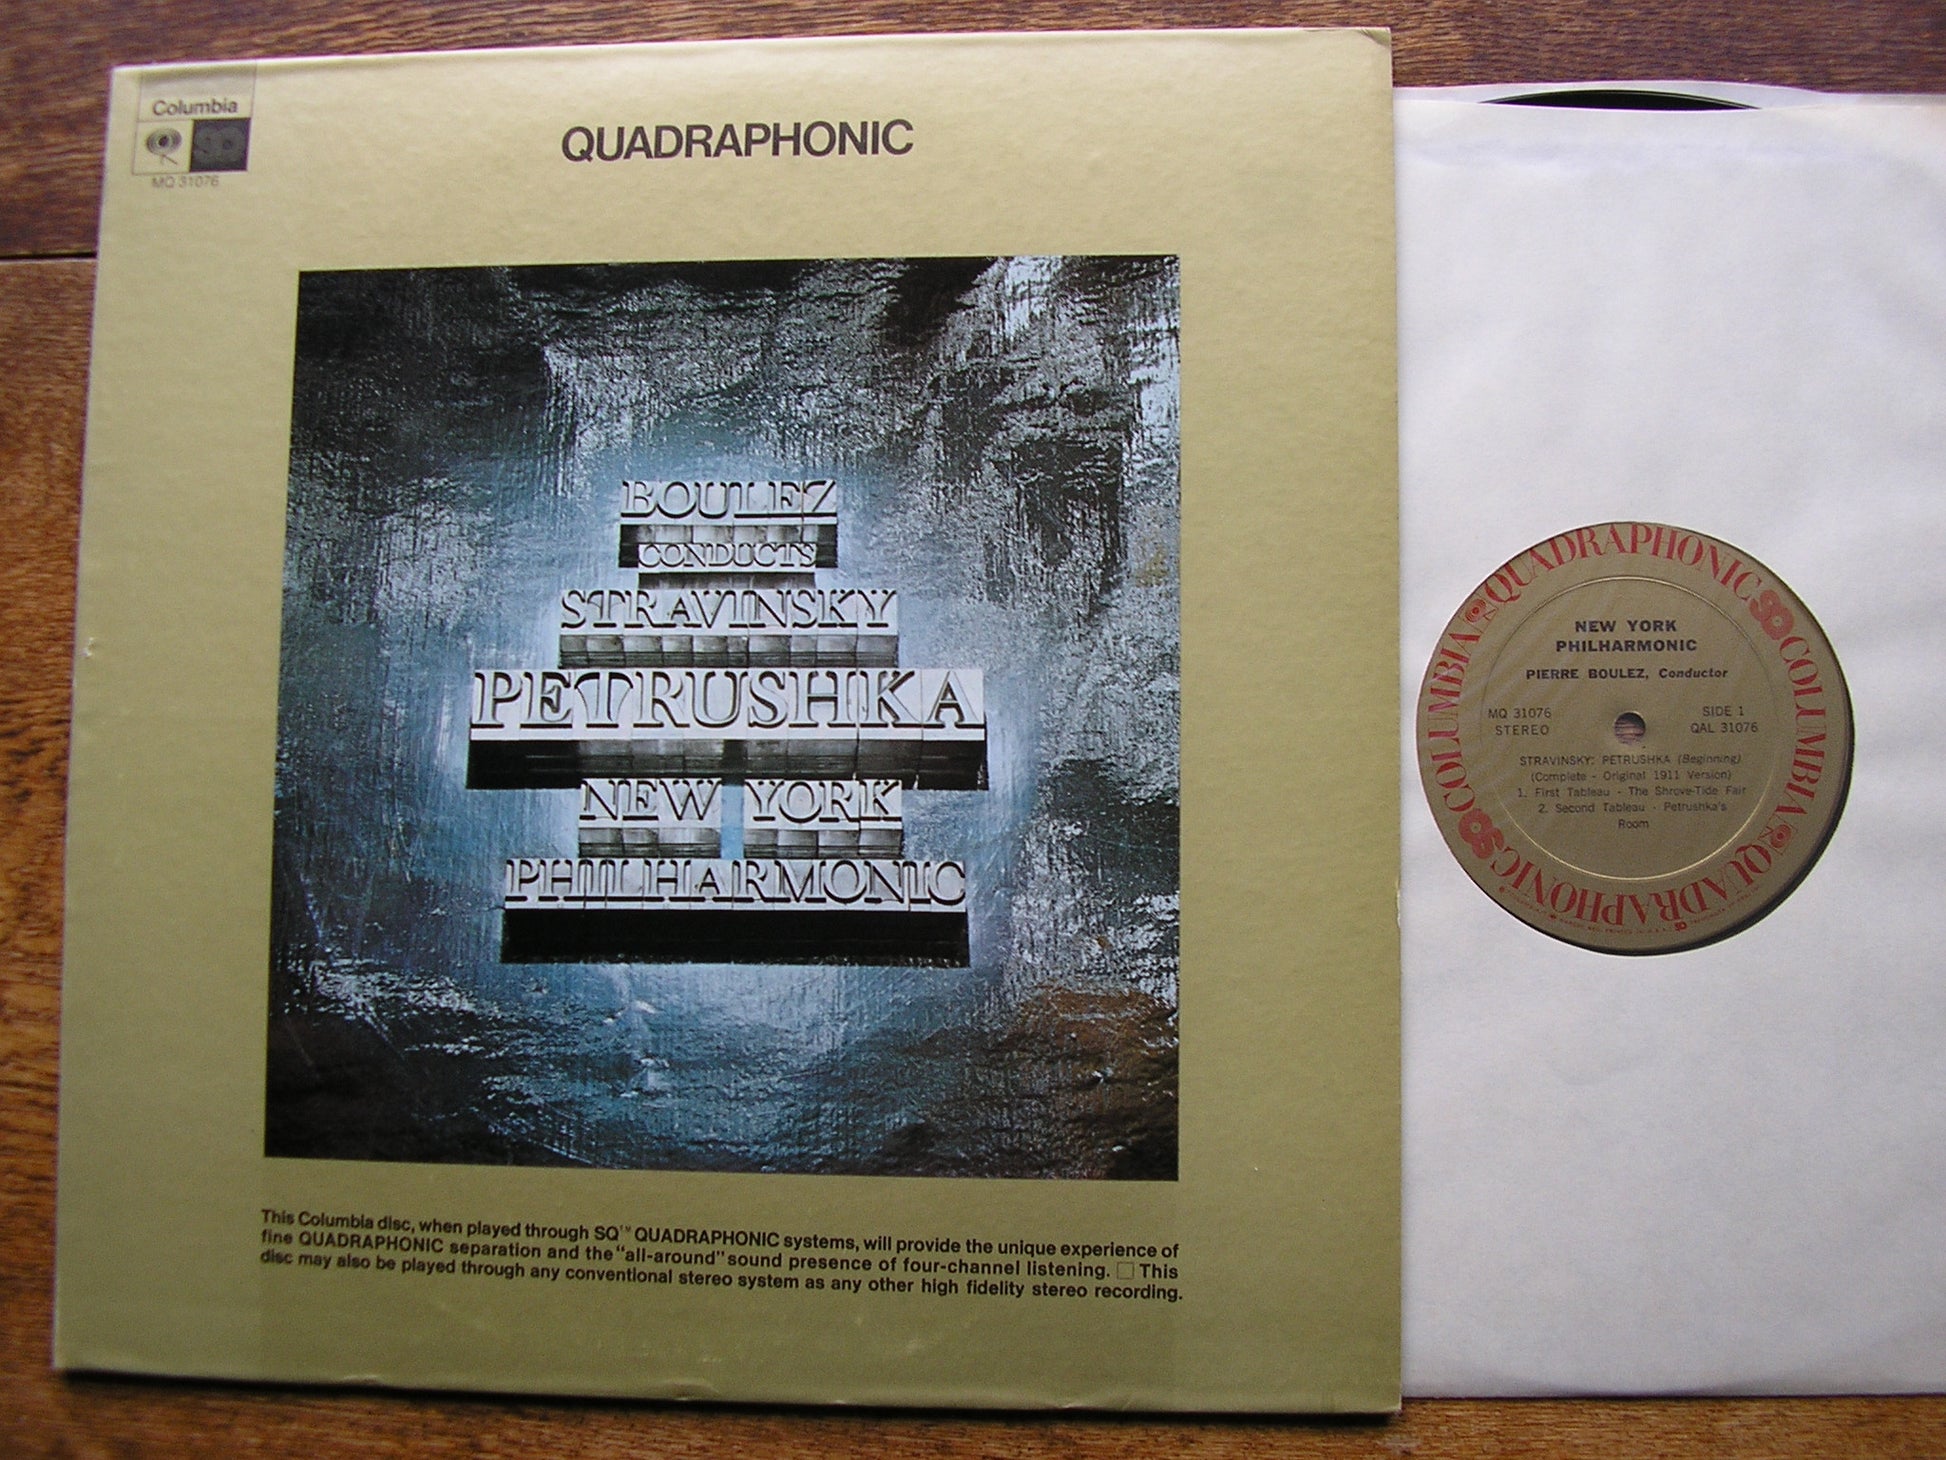 Columbia
SQ
MQ 31076
QUADRAPHONIC
BOULEZ
CONDUCTS
STRAVINSKY
PETRUSHKA
NEW YORK
PHILHARMONIC
This Columbia disc, when played through SQ™ QUADRAPHONIC systems, will provide the unique experience of
fine QUADRAPHONIC separation and the "all-around" sound presence of four-channel listening. □ This
disc may also be played through any conventional stereo system as any other high fidelity stereo recording.
COLUMBIA QUADRAPHONIC SQ COLUMBIA QUADRAPHONIC SQ
NEW YORK
PHILHARMONIC
PIERRE BOULEZ, Conductor
MQ 31076 SIDE 1
STEREO QAL 31076
STRAVINSKY: PETRUSHKA (Beginning)
(Complete - Original 1911 Version)
1. First Tableau - The Shrove-Tide Fair
2. Second Tableau - Petrushka's
Room